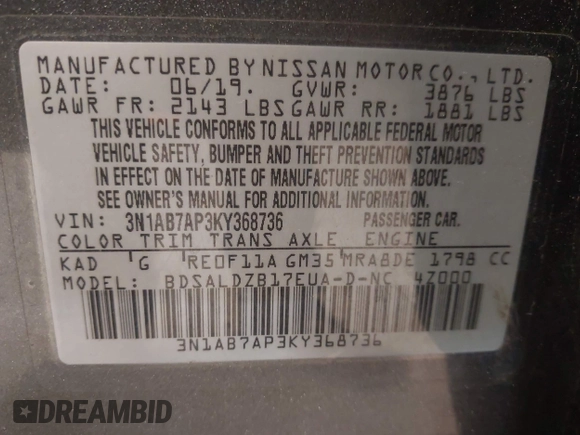 MANUFACTURED BY NISSAN MOTOR CO., LTD.
DATE: 06/19. GVWR: 3876 LBS
GAWR FR: 2143 LBS GAWR RR: 1881 LBS
THIS VEHICLE CONFORMS TO ALL APPLICABLE FEDERAL MOTOR
VEHICLE SAFETY, BUMPER AND THEFT PREVENTION STANDARDS
IN EFFECT ON THE DATE OF MANUFACTURE SHOWN ABOVE.
SEE OWNER'S MANUAL FOR ADDITIONAL INFORMATION.
VIN: 3N1AB7AP3KY368736 PASSENGER CAR.
COLOR TRIM TRANS AXLE ENGINE
KAD G RE0F11A GM35 MRA8DE 1798 CC
MODEL: BDSALDZB17EUA-D-NC 4Z000
3N1AB7AP3KY368736
DREAMBID